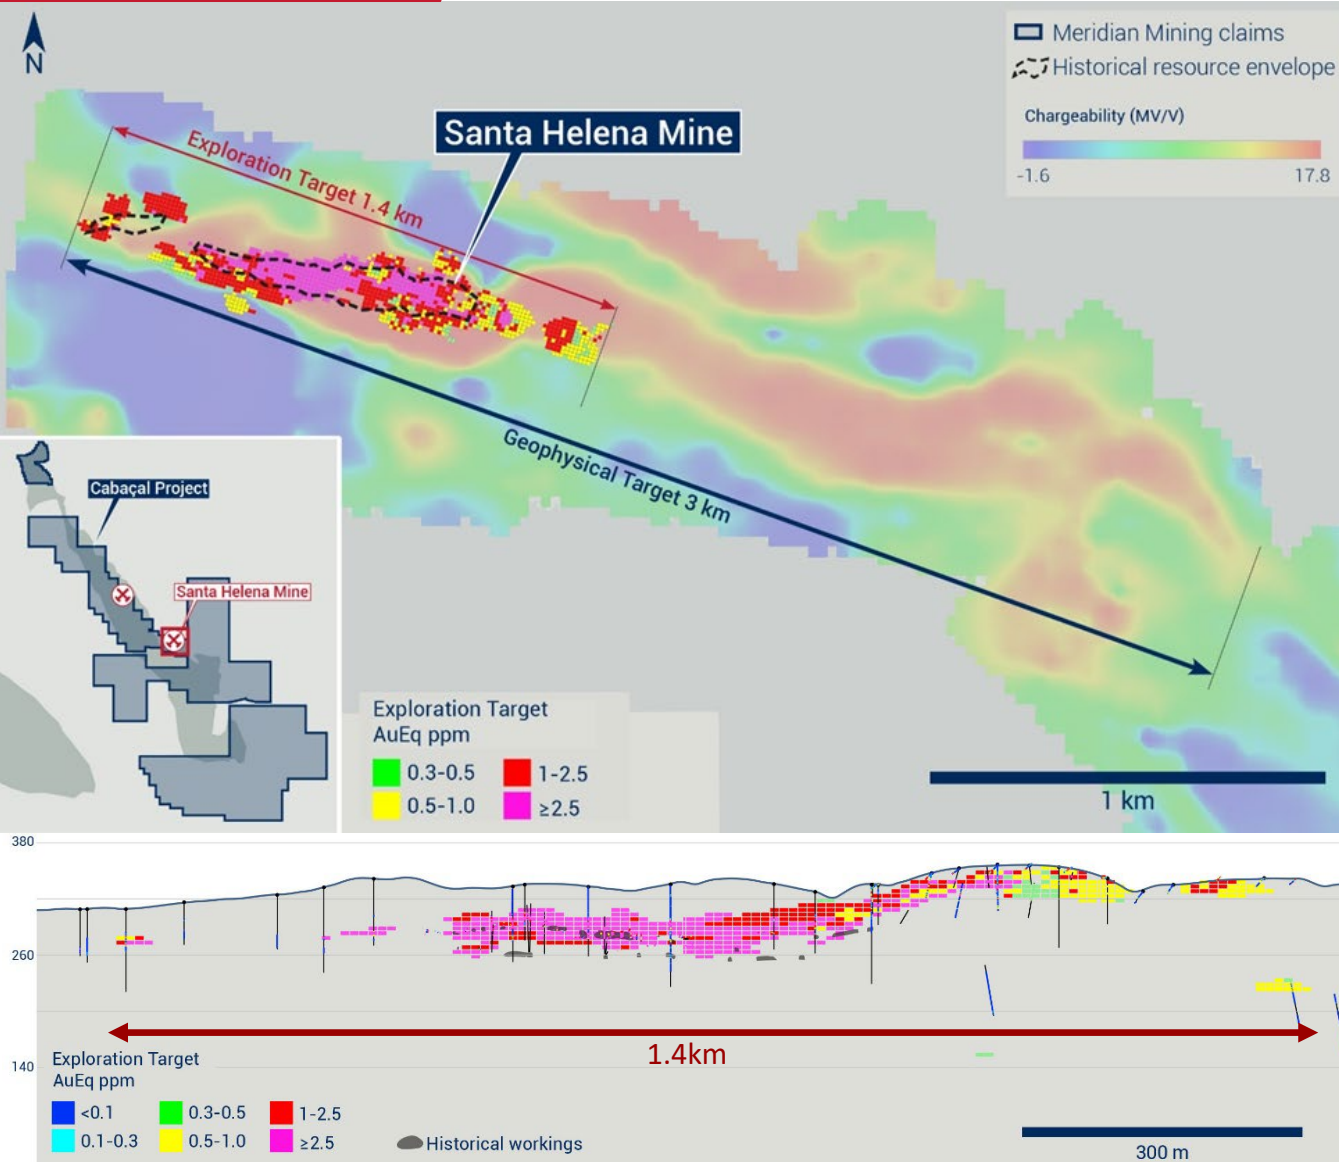 N
Meridian Mining claims
Historical resource envelope
Chargeability (MV/V)
-1.6 17.8
Santa Helena Mine
Exploration Target 1.4 km
Geophysical Target 3 km
Cabaçal Project
Santa Helena Mine
Exploration Target
AuEq ppm
0.3-0.5 1-2.5
0.5-1.0 ≥2.5
1 km
380
260
140
1.4km
Exploration Target
AuEq ppm
<0.1 0.3-0.5 1-2.5
0.1-0.3 0.5-1.0 ≥2.5
Historical workings
300 m